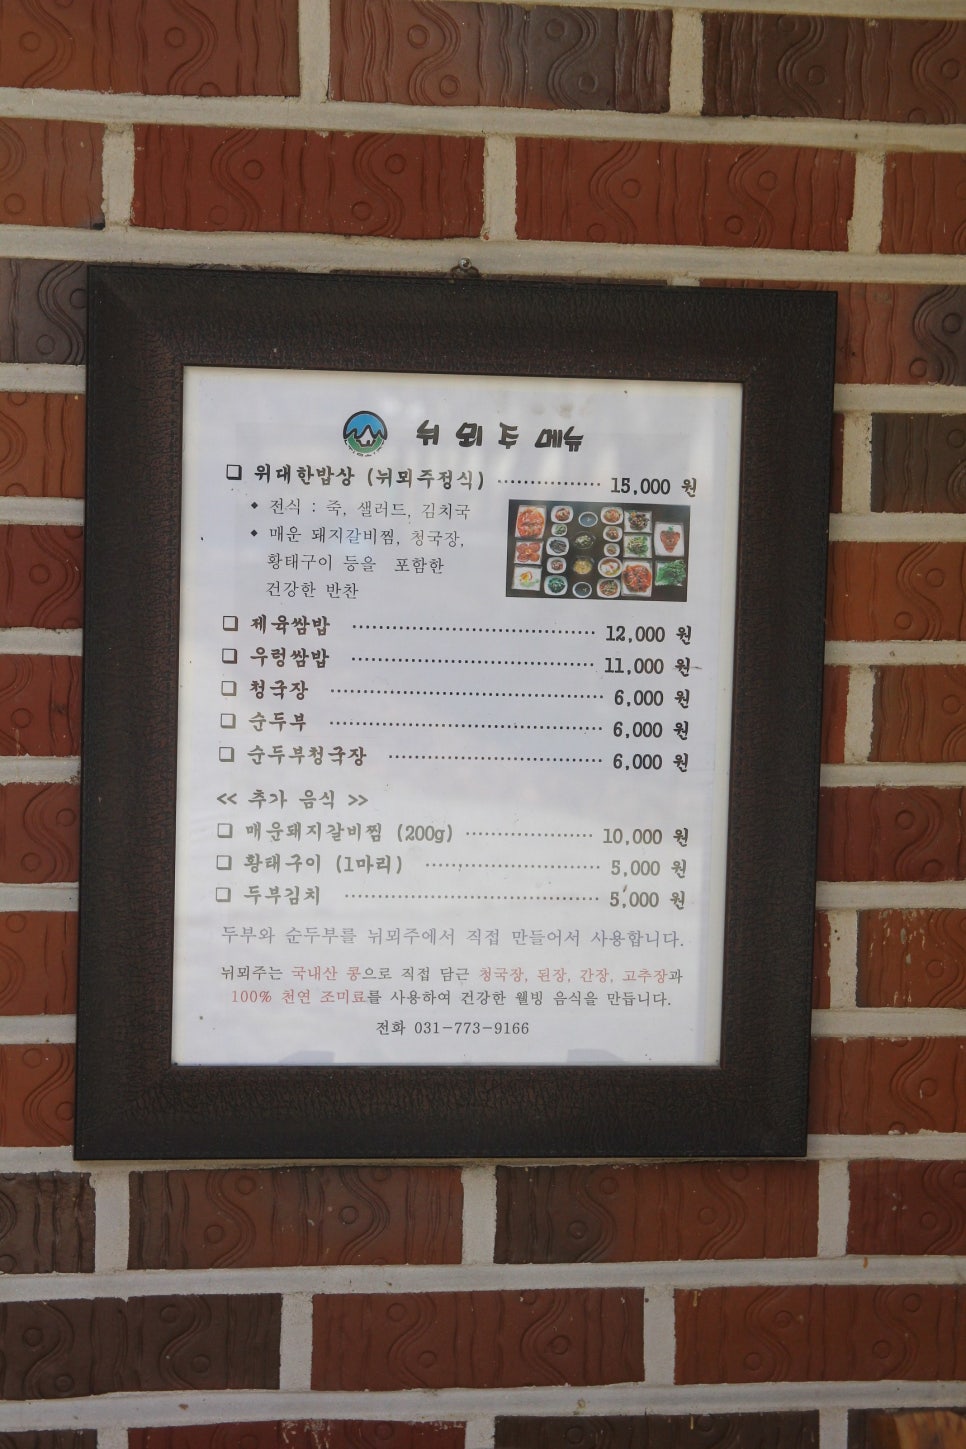 뉘 뫼 주 메뉴
❏ 위대한밥상 (뉘뫼주정식) ················ 15,000 원
◆ 전식 : 죽, 샐러드, 김치국
◆ 매운 돼지갈비찜, 청국장,
황태구이 등을 포함한
건강한 반찬
❏ 제육쌈밥 ······································ 12,000 원
❏ 우렁쌈밥 ······································ 11,000 원
❏ 청국장 ··········································· 6,000 원
❏ 순두부 ··········································· 6,000 원
❏ 순두부청국장 ·································· 6,000 원
<< 추가 음식 >>
❏ 매운돼지갈비찜 (200g) ···················· 10,000 원
❏ 황태구이 (1마리) ···························· 5,000 원
❏ 두부김치 ········································ 5,000 원
두부와 순두부를 뉘뫼주에서 직접 만들어서 사용합니다.
뉘뫼주는 국내산 콩으로 직접 담근 청국장, 된장, 간장, 고추장과
100% 천연 조미료를 사용하여 건강한 웰빙 음식을 만듭니다.
전화 031-773-9166